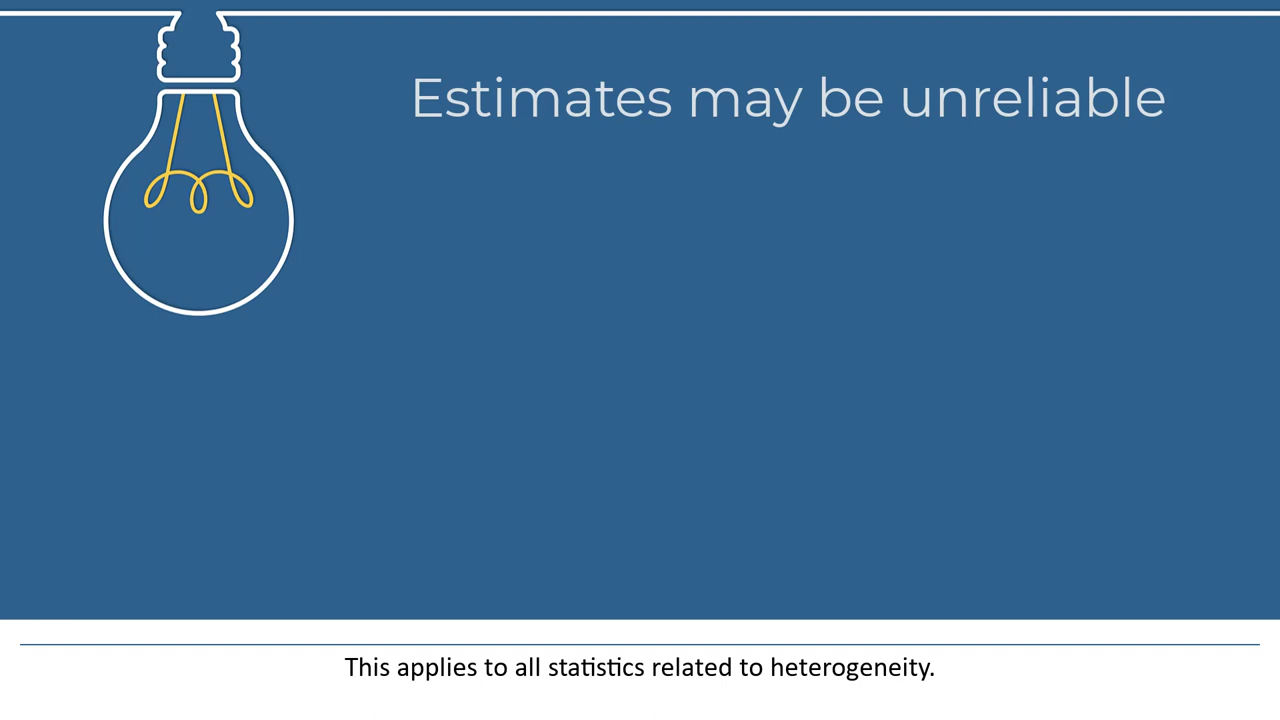 Estimates may be unreliable
This applies to all statistics related to heterogeneity.